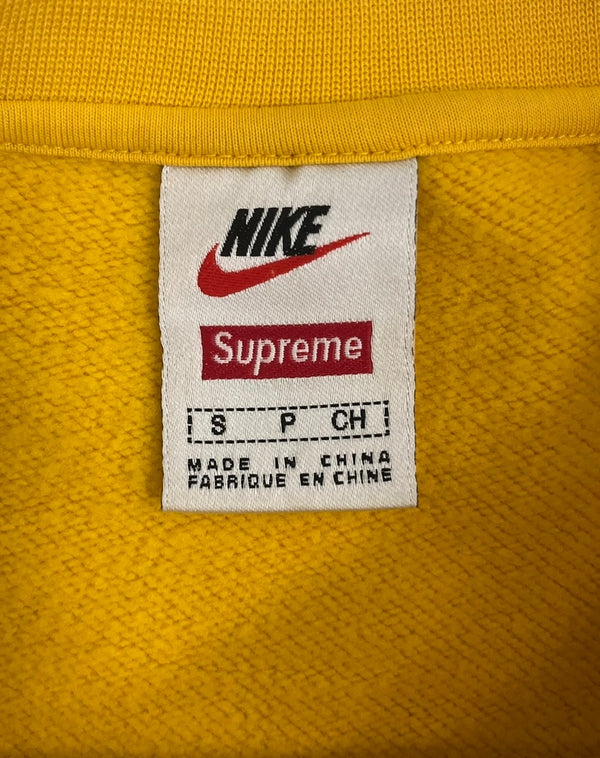 NIKE
Supreme
S P CH
MADE IN CHINA
FABRIQUE EN CHINE